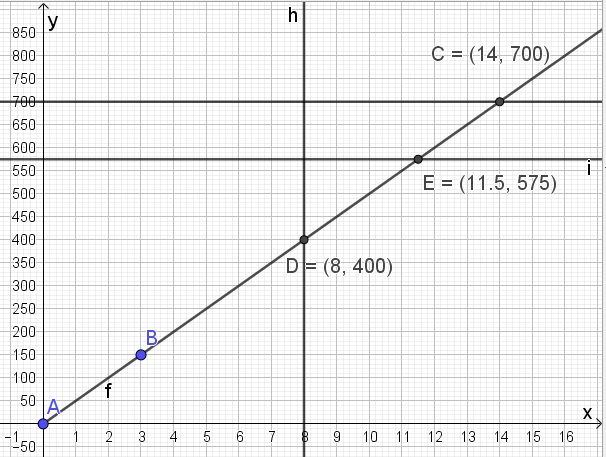 y
h
850
800
C = (14, 700)
750
700
650
600
i
550
E = (11.5, 575)
500
450
400
350
D = (8, 400)
300
250
200
B
150
100
f
50
A
x
−1 1 2 3 4 5 6 7 8 9 10 11 12 13 14 15 16
−50